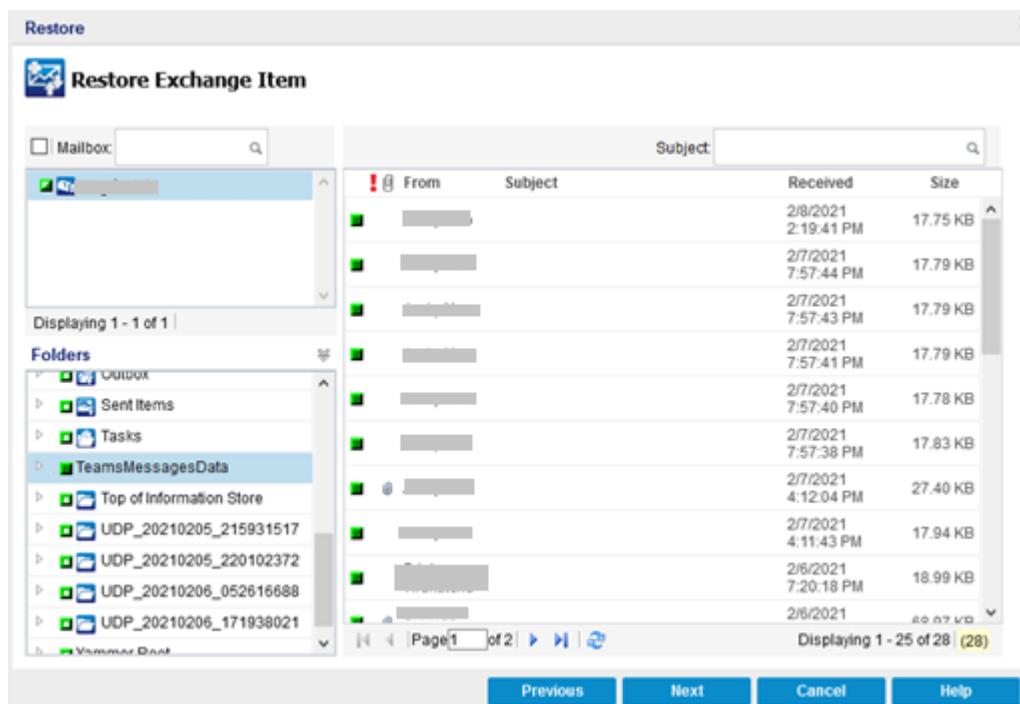 Restore
Restore Exchange Item
Mailbox:
Subject:
From Subject Received Size
2/8/2021
2:19:41 PM
17.75 KB
2/7/2021
7:57:44 PM
17.79 KB
2/7/2021
7:57:43 PM
17.79 KB
2/7/2021
7:57:41 PM
17.79 KB
2/7/2021
7:57:40 PM
17.78 KB
2/7/2021
7:57:38 PM
17.83 KB
2/7/2021
4:12:04 PM
27.40 KB
2/7/2021
4:11:43 PM
17.94 KB
2/6/2021
7:20:18 PM
18.99 KB
2/6/2021
Displaying 1 - 1 of 1
Folders
Outbox
Sent Items
Tasks
TeamsMessagesData
Top of Information Store
UDP_20210205_215931517
UDP_20210205_220102372
UDP_20210206_052616688
UDP_20210206_171938021
Yammer Root
Page 1 of 2
Displaying 1 - 25 of 28 (28)
Previous Next Cancel Help